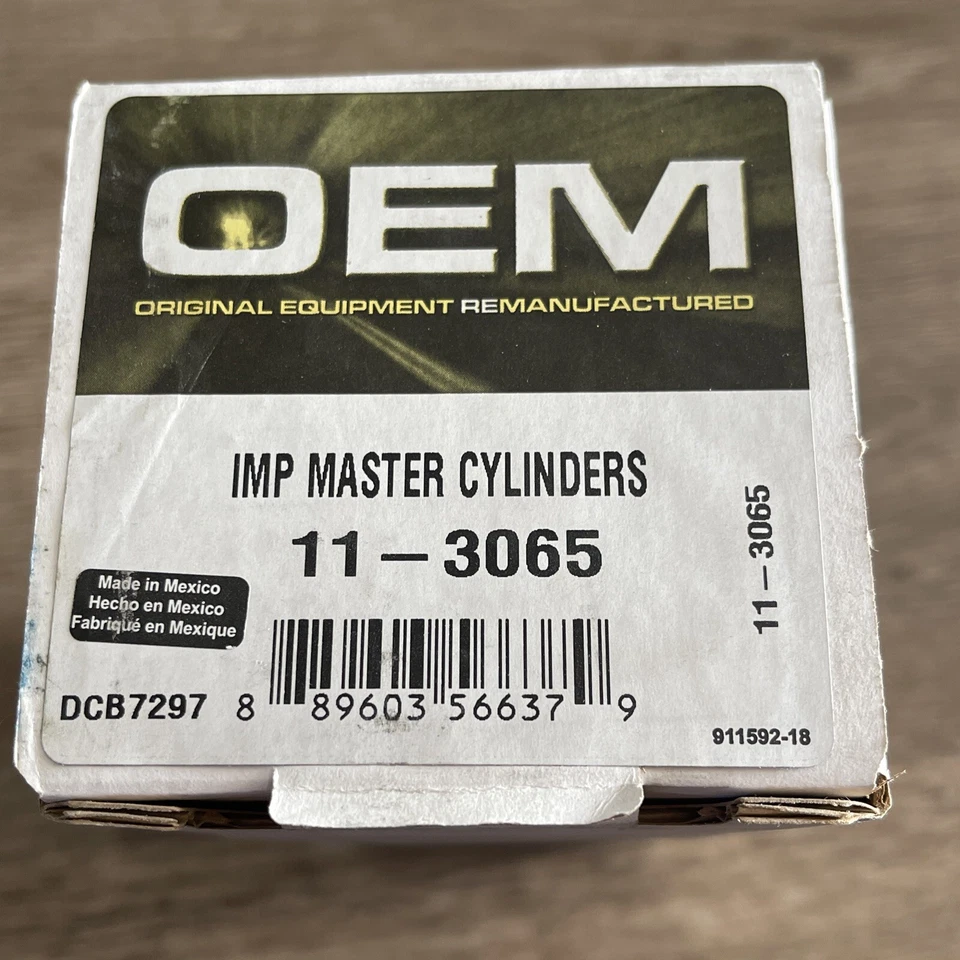 OEM
ORIGINAL EQUIPMENT REMANUFACTURED
IMP MASTER CYLINDERS
11-3065
11-3065
Made in Mexico
Hecho en Mexico
Fabriqué en Mexique
DCB7297
8 89603 56637 9
911592-18